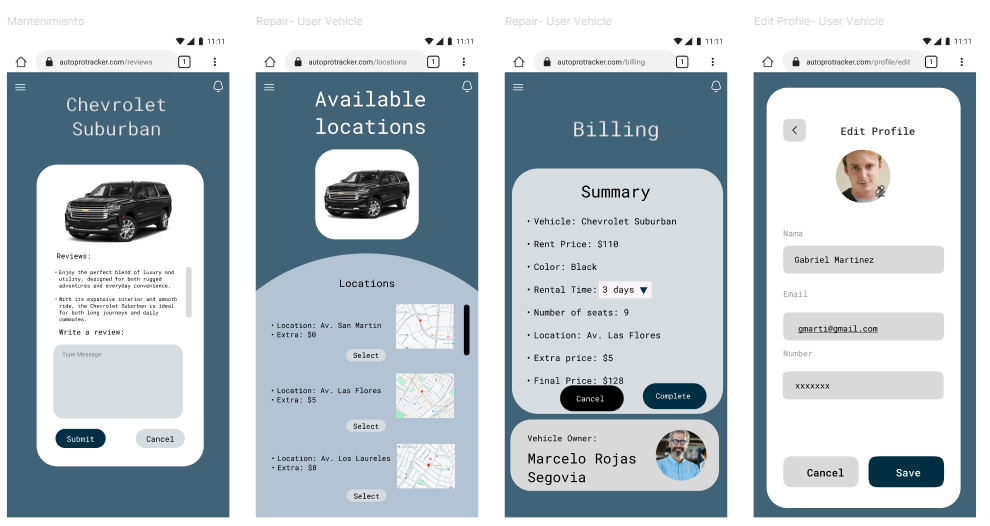 Mantenimiento
11:11
autoprotracker.com/reviews
1
Chevrolet
Suburban
Reviews:
• Enjoy the perfect blend of luxury and
utility, designed for both rugged
adventures and everyday convenience.
• With its expansive interior and smooth
ride, the Chevrolet Suburban is ideal
for both long journeys and daily
commutes.
Write a review:
Type Message
Submit
Cancel
Repair- User Vehicle
11:11
autoprotracker.com/locations
1
Available
locations
Locations
• Location: Av. San Martin
• Extra: $0
Select
• Location: Av. Las Flores
• Extra: $5
Select
• Location: Av. Los Laureles
• Extra: $8
Select
Repair- User Vehicle
11:11
autoprotracker.com/billing
1
Billing
Summary
• Vehicle: Chevrolet Suburban
• Rent Price: $110
• Color: Black
• Rental Time: 3 days ▼
• Number of seats: 9
• Location: Av. Las Flores
• Extra price: $5
• Final Price: $128
Cancel
Complete
Vehicle Owner:
Marcelo Rojas
Segovia
Edit Profile- User Vehicle
11:11
autoprotracker.com/profile/edit
1
Edit Profile
Nama
Gabriel Martinez
Email
gmarti@gmail.com
Number
xxxxxxx
Cancel
Save